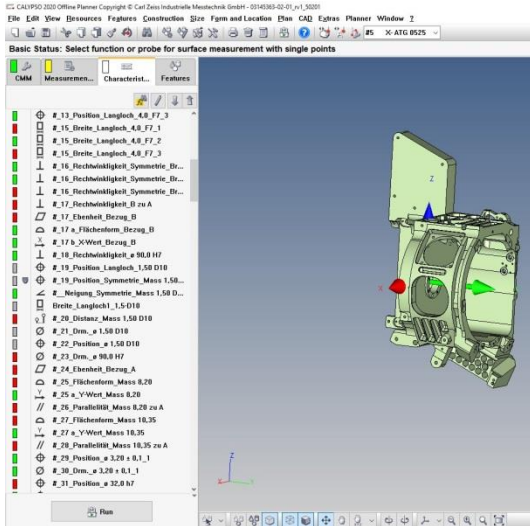 CALYPSO 2020 Offline Planner Copyright © Carl Zeiss Industrielle Messtechnik GmbH - 03145363-02-01_rv1_50201
File Edit View Resources Features Construction Size Form and Location Plan CAD Extras Planner Window ?
#5 X- ATG 0525
Basic Status: Select function or probe for surface measurement with single points
CMM Measuremen... Characterist... Features
#_13_Position_Langloch_4,0_F7_3
#_15_Breite_Langloch_4,0_F7_1
#_15_Breite_Langloch_4,0_F7_2
#_15_Breite_Langloch_4,0_F7_3
#_16_Rechtwinkligkeit_Symmetrie_Br...
#_16_Rechtwinkligkeit_Symmetrie_Br...
#_16_Rechtwinkligkeit_Symmetrie_Br...
#_17_Rechtwinkligkeit_B zu A
#_17_Ebenheit_Bezug_B
#_17 a_Flächenform_Bezug_B
#_17 b_X-Wert_Bezug_B
#_18_Rechtwinkligkeit_ø 90,0 H7
#_19_Position_Langloch_1,50 D10
#_19_Position_Symmetrie_Mass 1,50...
#__Neigung_Symmetrie_Mass 1,50 D...
Breite_Langloch1_1,5-D10
#_20_Distanz_Mass 1,50 D10
#_21_Drm._ø 1,50 D10
#_22_Position_ø 1,50 D10
#_23_Drm._ø 90,0 H7
#_24_Ebenheit_Bezug_A
#_25_Flächenform_Mass 8,20
#_25 a_Y-Wert_Mass 8,20
#_26_Parallelität_Mass 8,20 zu A
#_27_Flächenform_Mass 10,35
#_27 a_Y-Wert_Mass 10,35
#_28_Parallelität_Mass 10,35 zu A
#_29_Position_ø 3,20 ± 0,1_1
#_30_Drm._ø 3,20 ± 0,1_1
#_31_Position_ø 32,0 h7
Run
Z
X
Z
X